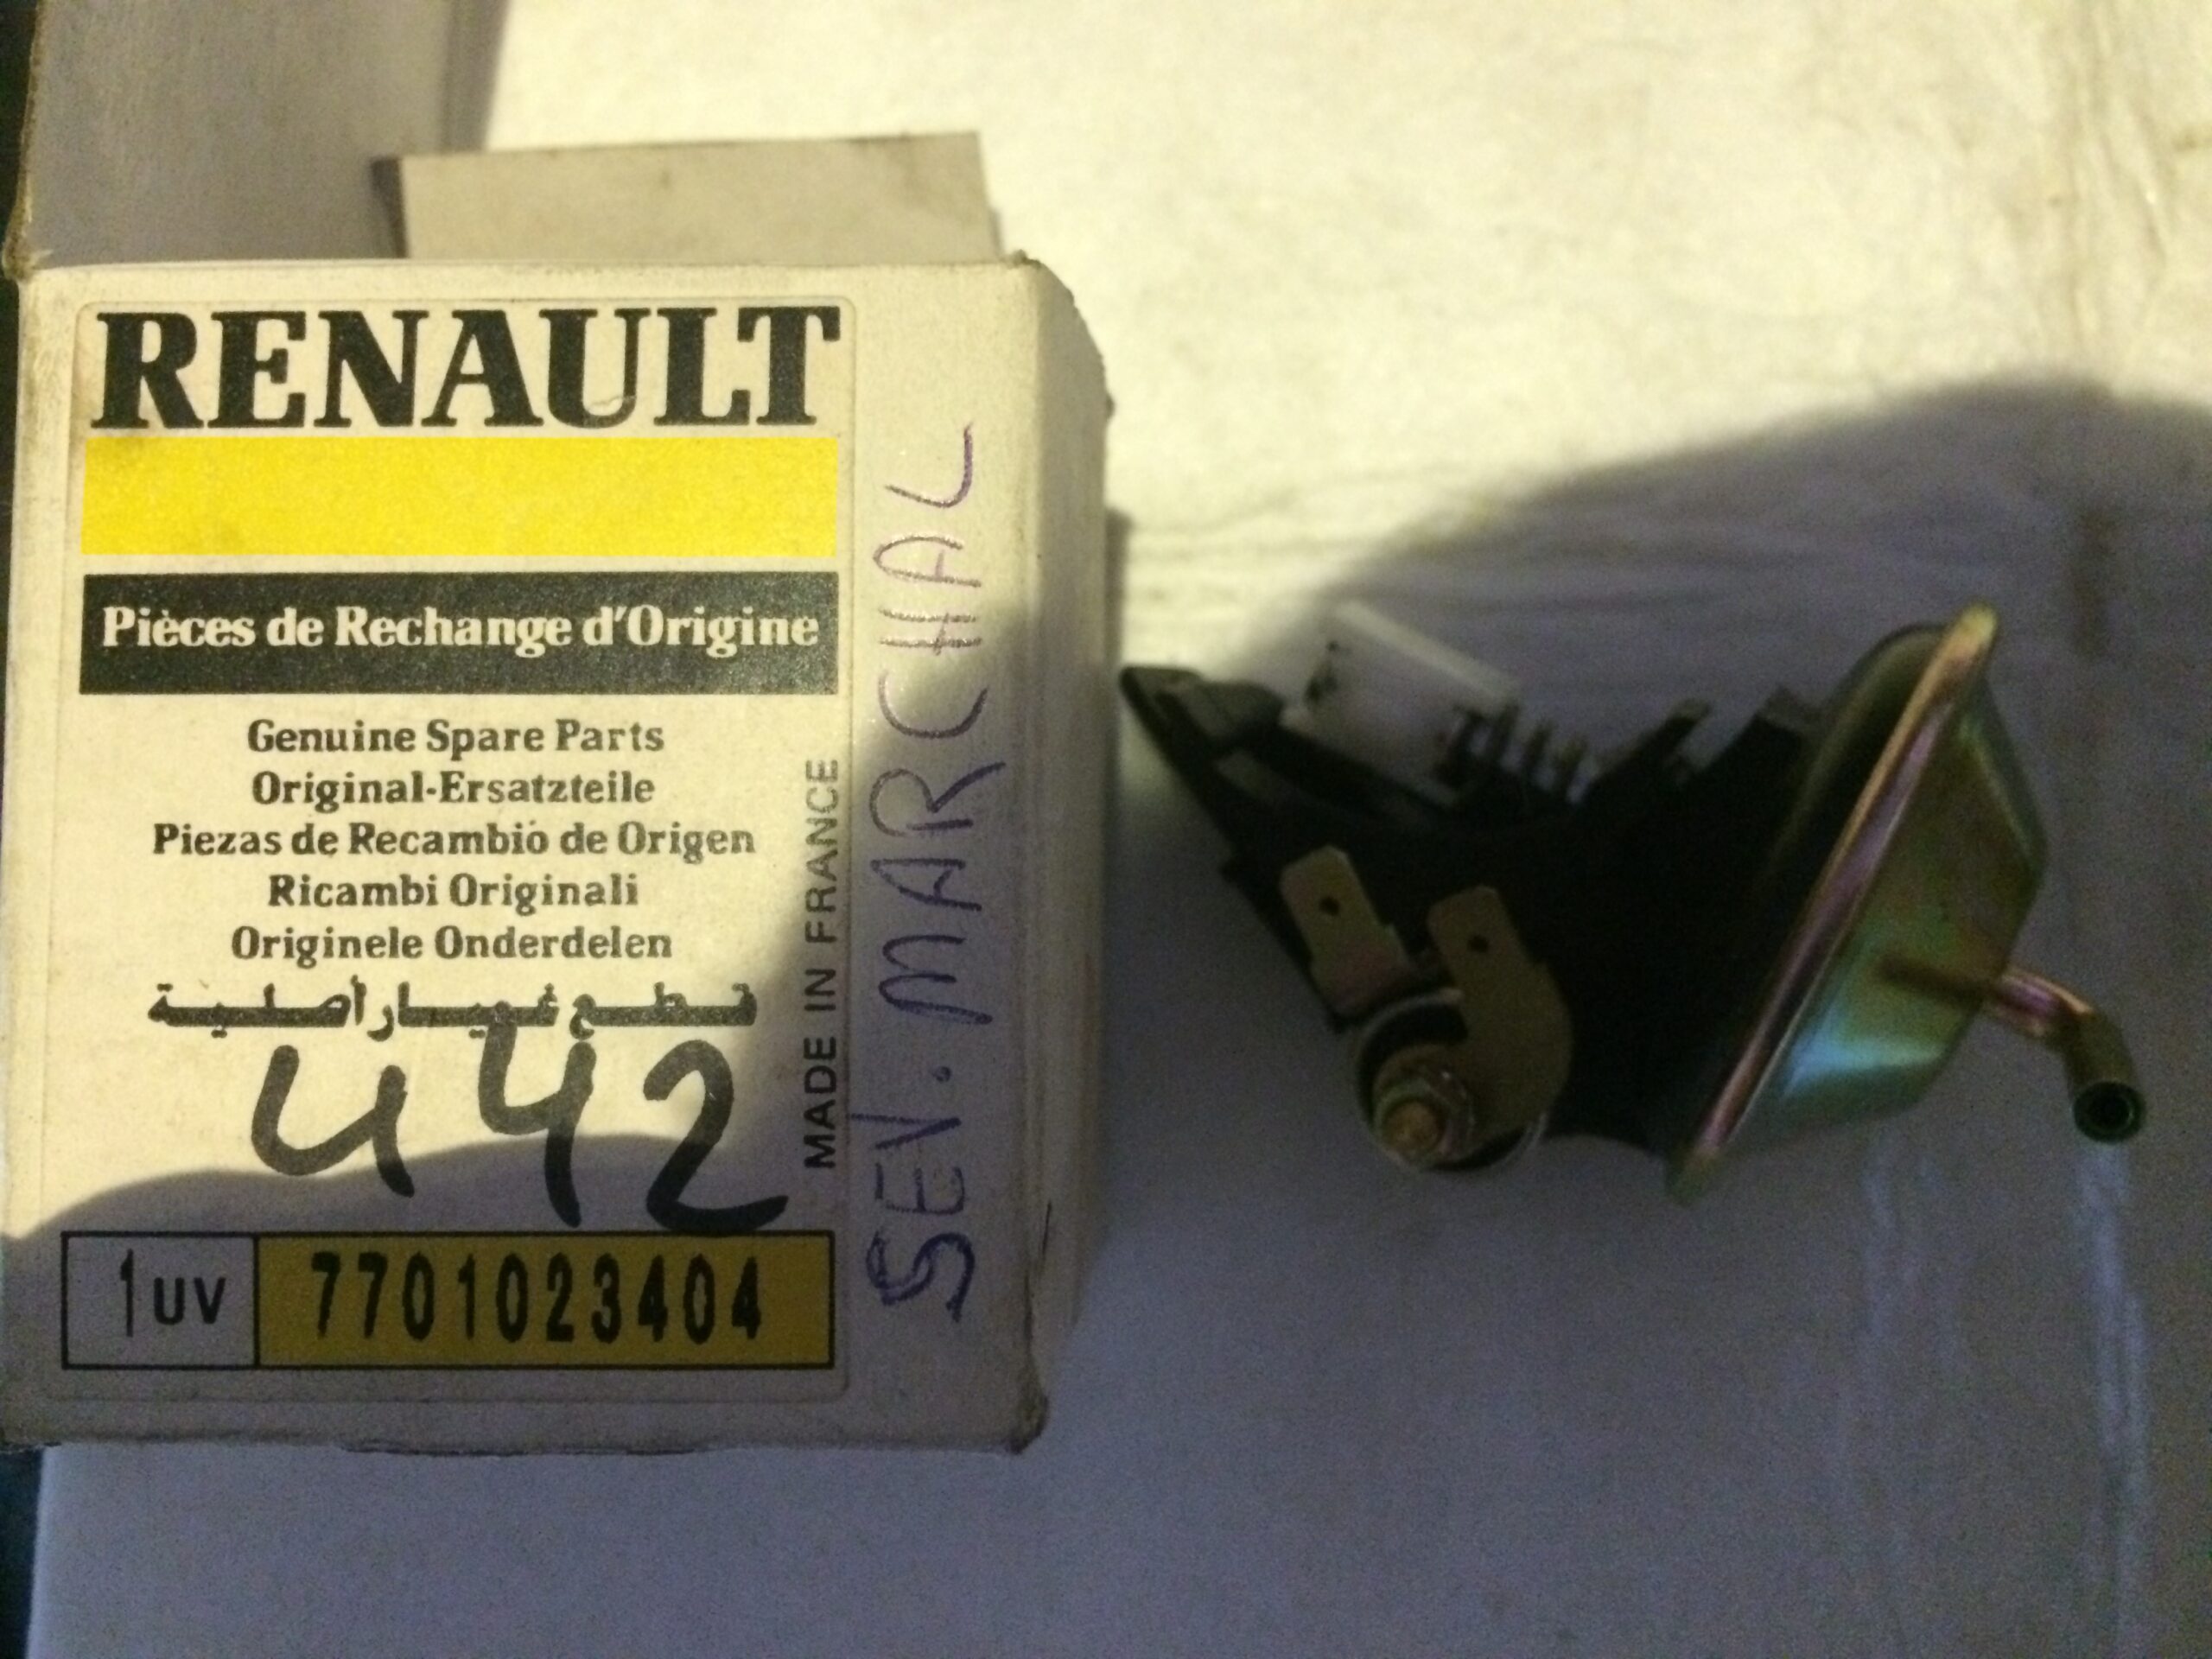 RENAULT
Pièces de Rechange d'Origine
Genuine Spare Parts
Original-Ersatzteile
Piezas de Recambio de Origen
Ricambi Originali
Originele Onderdelen
قطع غيار أصلية
442
MADE IN FRANCE
1 UV 7701023404
SEV. MARCHAL